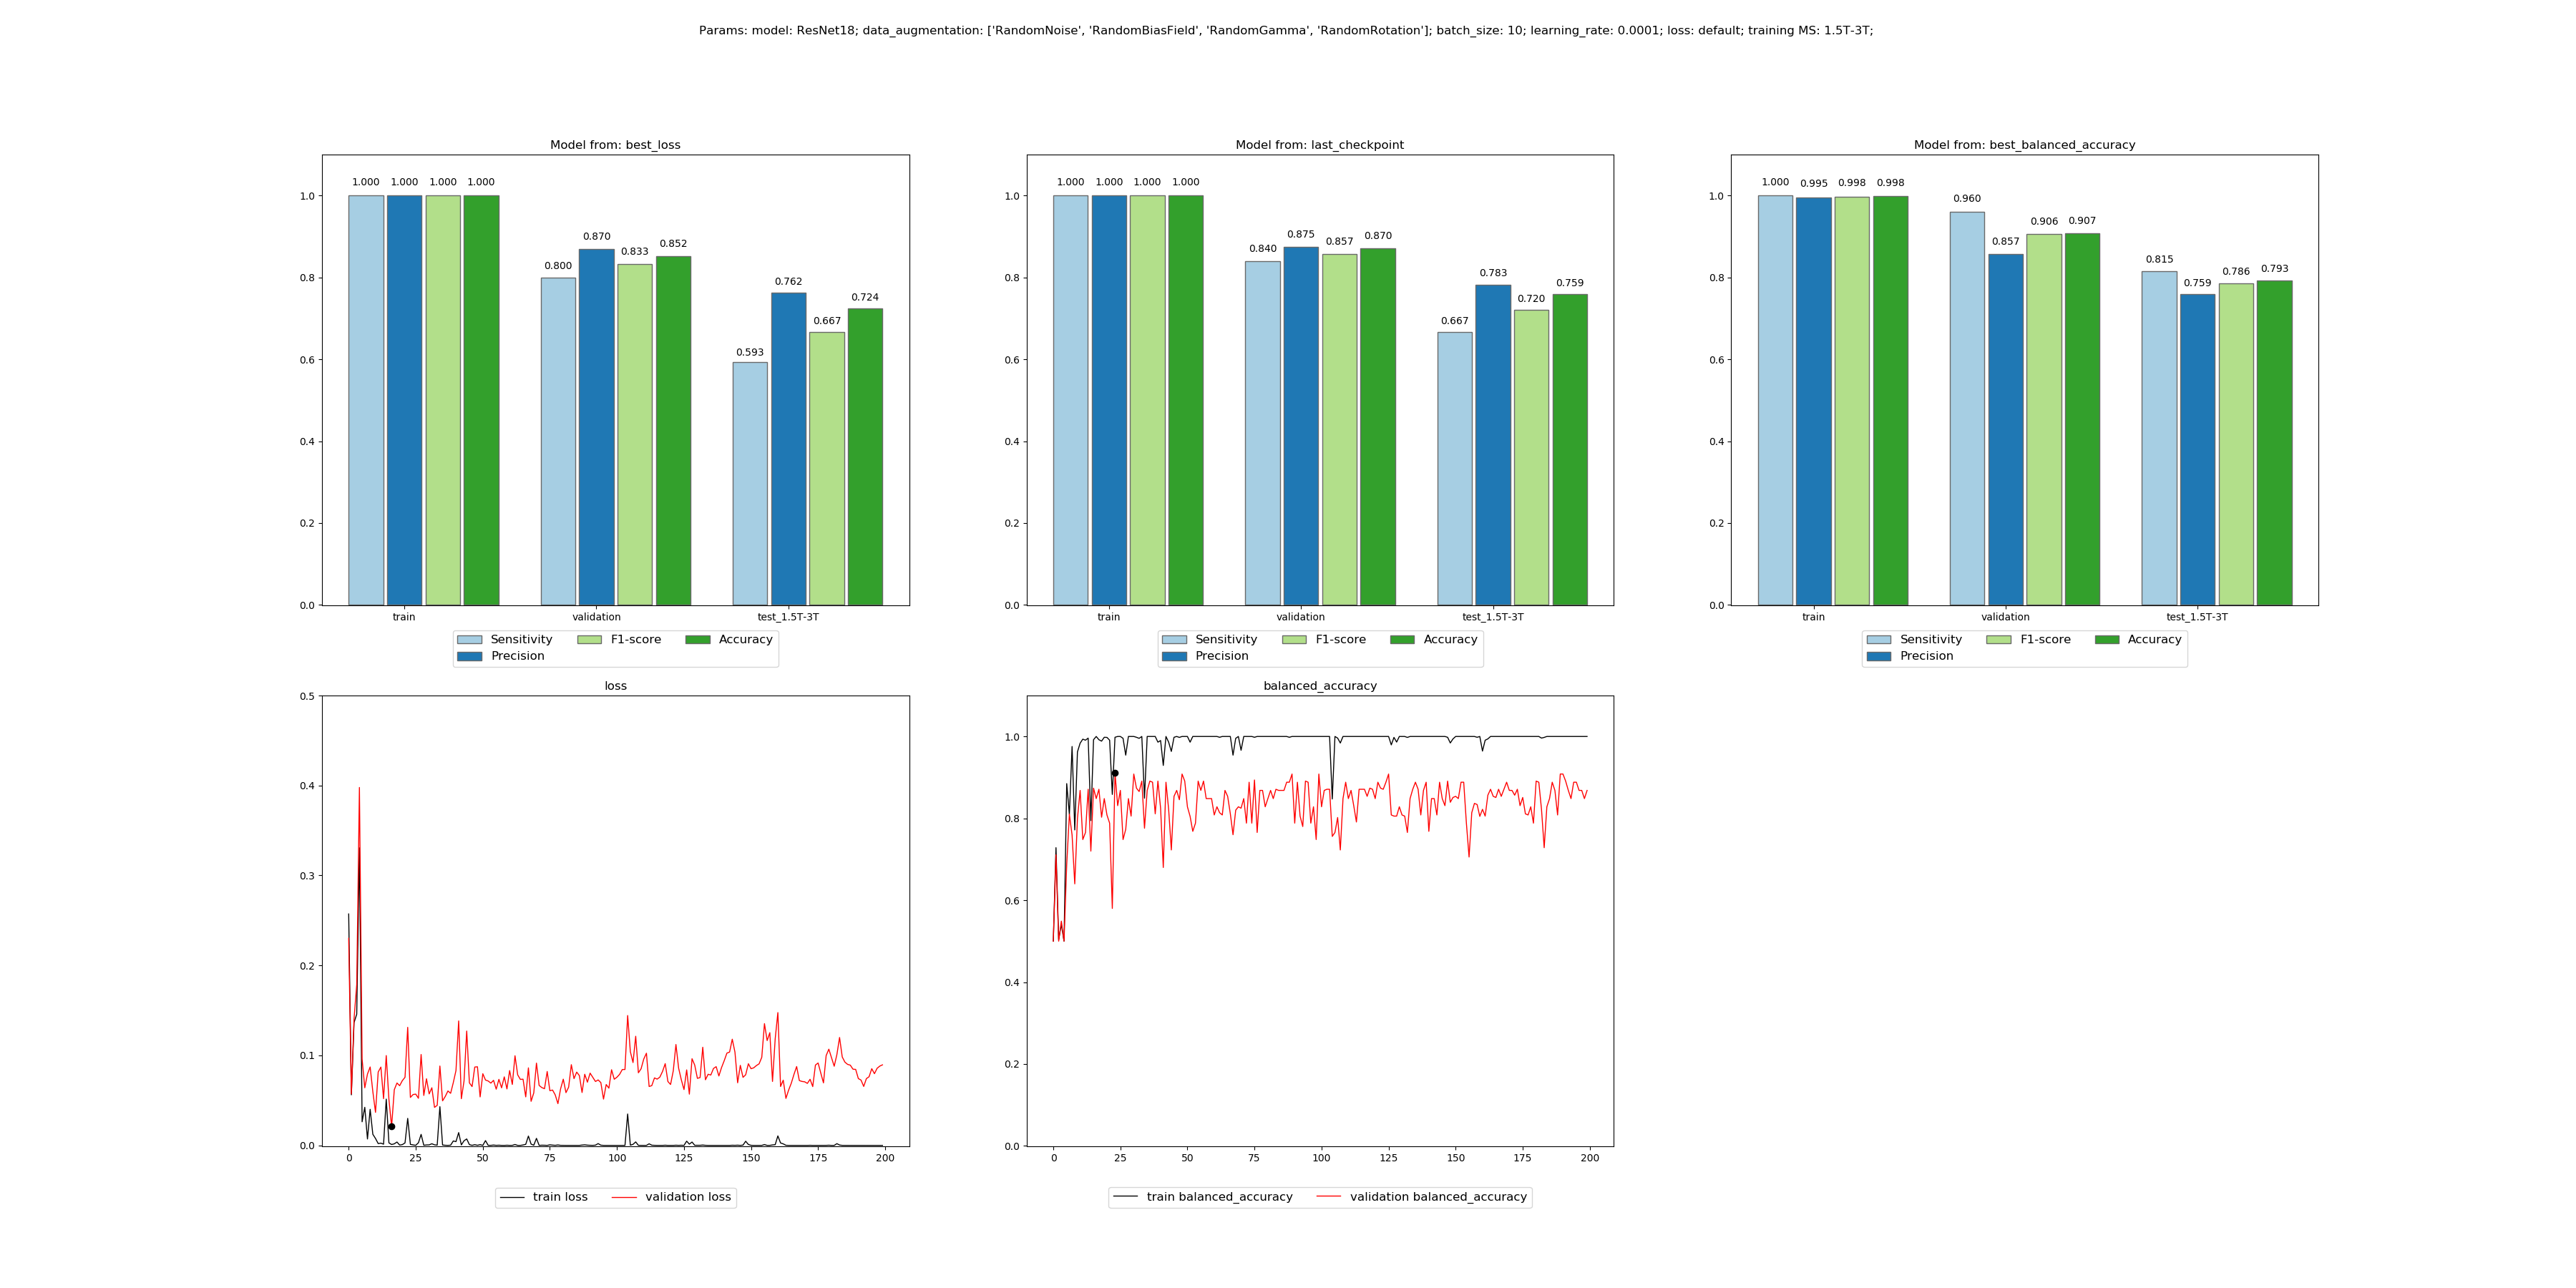 Params: model: ResNet18; data_augmentation: ['RandomNoise', 'RandomBiasField', 'RandomGamma', 'RandomRotation']; batch_size: 10; learning_rate: 0.0001; loss: default; training MS: 1.5T-3T;
Model from: best_loss
1.000 1.000 1.000 1.000
0.800 0.870 0.833 0.852
0.593 0.762 0.667 0.724
1.0
0.8
0.6
0.4
0.2
0.0
train validation test_1.5T-3T
Sensitivity F1-score Accuracy
Precision
Model from: last_checkpoint
1.000 1.000 1.000 1.000
0.840 0.875 0.857 0.870
0.667 0.783 0.720 0.759
1.0
0.8
0.6
0.4
0.2
0.0
train validation test_1.5T-3T
Sensitivity F1-score Accuracy
Precision
Model from: best_balanced_accuracy
1.000 0.995 0.998 0.998
0.960 0.857 0.906 0.907
0.815 0.759 0.786 0.793
1.0
0.8
0.6
0.4
0.2
0.0
train validation test_1.5T-3T
Sensitivity F1-score Accuracy
Precision
loss
0.5
0.4
0.3
0.2
0.1
0.0
0 25 50 75 100 125 150 175 200
train loss validation loss
balanced_accuracy
1.0
0.8
0.6
0.4
0.2
0.0
0 25 50 75 100 125 150 175 200
train balanced_accuracy validation balanced_accuracy